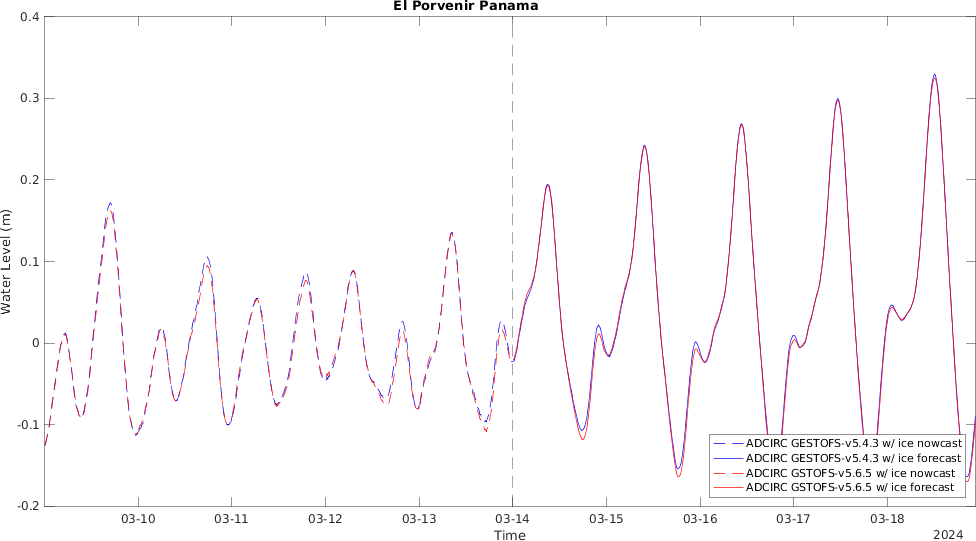 El Porvenir Panama
0.4
0.3
0.2
0.1
0
-0.1
-0.2
Water Level (m)
ADCIRC GESTOFS-v5.4.3 w/ ice nowcast
ADCIRC GESTOFS-v5.4.3 w/ ice forecast
ADCIRC GSTOFS-v5.6.5 w/ ice nowcast
ADCIRC GSTOFS-v5.6.5 w/ ice forecast
03-10 03-11 03-12 03-13 03-14 03-15 03-16 03-17 03-18
Time
2024